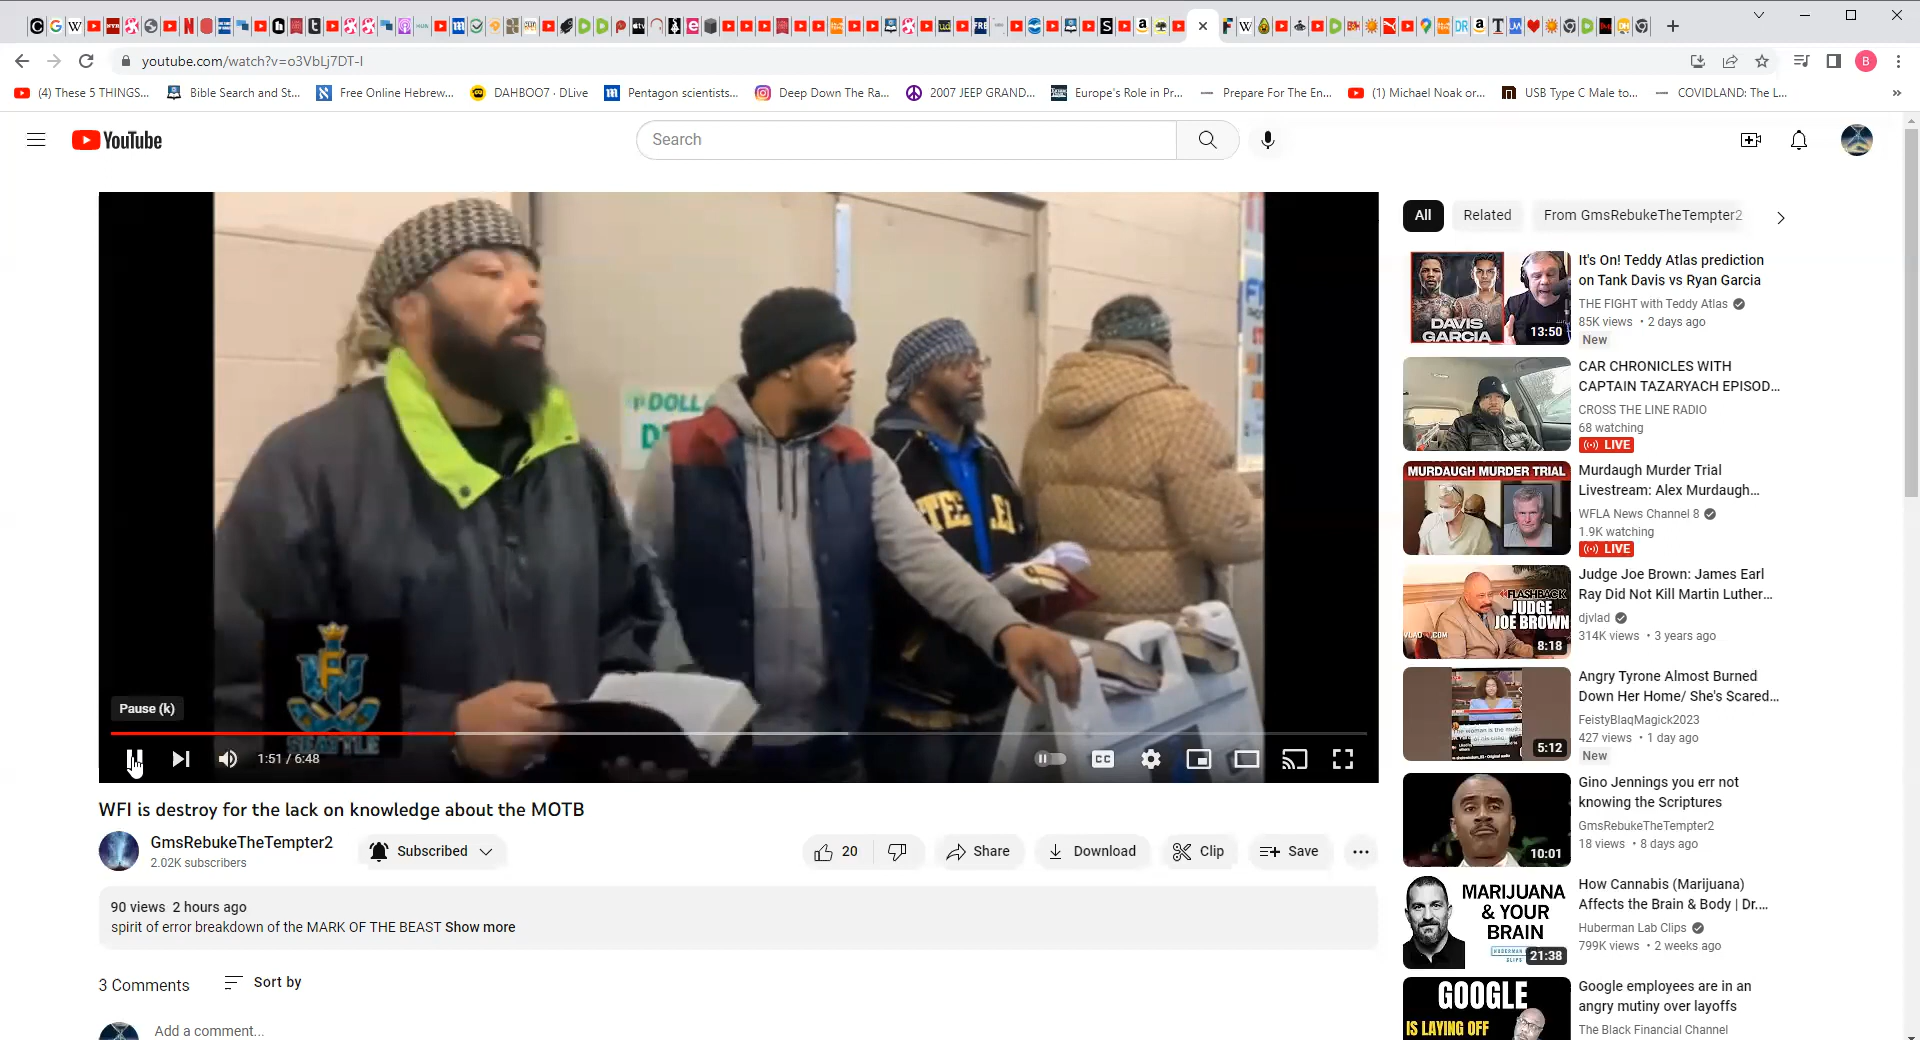 youtube.com/watch?v=o3VbLj7DT-I
B
(4) These 5 THINGS...
Bible Search and St...
Free Online Hebrew...
DAHBOO7 · DLive
Pentagon scientists...
Deep Down The Ra...
2007 JEEP GRAND...
Europe's Role in Pr...
Prepare For The En...
(1) Michael Noak or...
USB Type C Male to...
COVIDLAND: The L...
YouTube
Search
All
Related
From GmsRebukeTheTempter2
DOLL
STEELE
SEATTLE
Pause (k)
1:51 / 6:48
CC
WFI is destroy for the lack on knowledge about the MOTB
GmsRebukeTheTempter2
2.02K subscribers
Subscribed
20
Share
Download
Clip
Save
90 views 2 hours ago
spirit of error breakdown of the MARK OF THE BEAST Show more
3 Comments
Sort by
Add a comment...
DAVIS
GARCIA
13:50
It's On! Teddy Atlas prediction
on Tank Davis vs Ryan Garcia
THE FIGHT with Teddy Atlas
85K views • 2 days ago
New
CAR CHRONICLES WITH
CAPTAIN TAZARYACH EPISOD...
CROSS THE LINE RADIO
68 watching
LIVE
MURDAUGH MURDER TRIAL
Murdaugh Murder Trial
Livestream: Alex Murdaugh...
WFLA News Channel 8
1.9K watching
LIVE
FLASHBACK
JUDGE
JOE BROWN
VLAD .COM
8:18
Judge Joe Brown: James Earl
Ray Did Not Kill Martin Luther...
djvlad
314K views • 3 years ago
5:12
Angry Tyrone Almost Burned
Down Her Home/ She's Scared...
FeistyBlaqMagick2023
427 views • 1 day ago
New
10:01
Gino Jennings you err not
knowing the Scriptures
GmsRebukeTheTempter2
18 views • 8 days ago
MARIJUANA
& YOUR
BRAIN
HUBERMAN LAB
CLIPS
21:38
How Cannabis (Marijuana)
Affects the Brain & Body | Dr....
Huberman Lab Clips
799K views • 2 weeks ago
GOOGLE
IS LAYING OFF
Google employees are in an
angry mutiny over layoffs
The Black Financial Channel